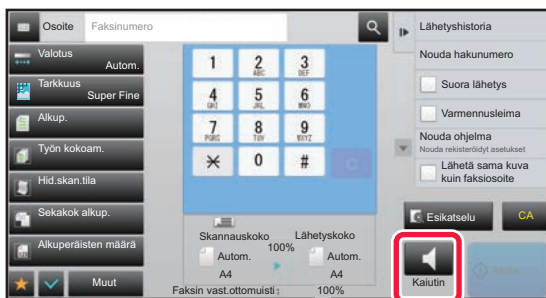 Osoite
Faksinumero
Valotus
Autom.
Tarkkuus
Super Fine
Alkup.
Työn kokoam.
Hid.skan.tila
Sekakok alkup.
Alkuperäisten määrä
Muut
1
2
ABC
3
DEF
4
GHI
5
JKL
6
MNO
7
PQRS
8
TUV
9
WXYZ
0
#
C
Skannauskoko
100%
Lähetyskoko
Autom.
A4
Autom.
A4
Faksin vast.ottomuisti:
100%
Lähetyshistoria
Nouda hakunumero
Suora lähetys
Varmennusleima
Nouda ohjelma
Nouda rekisteröidyt asetukset
Lähetä sama kuva
kuin faksiosoite
Esikatselu
CA
Kaiutin